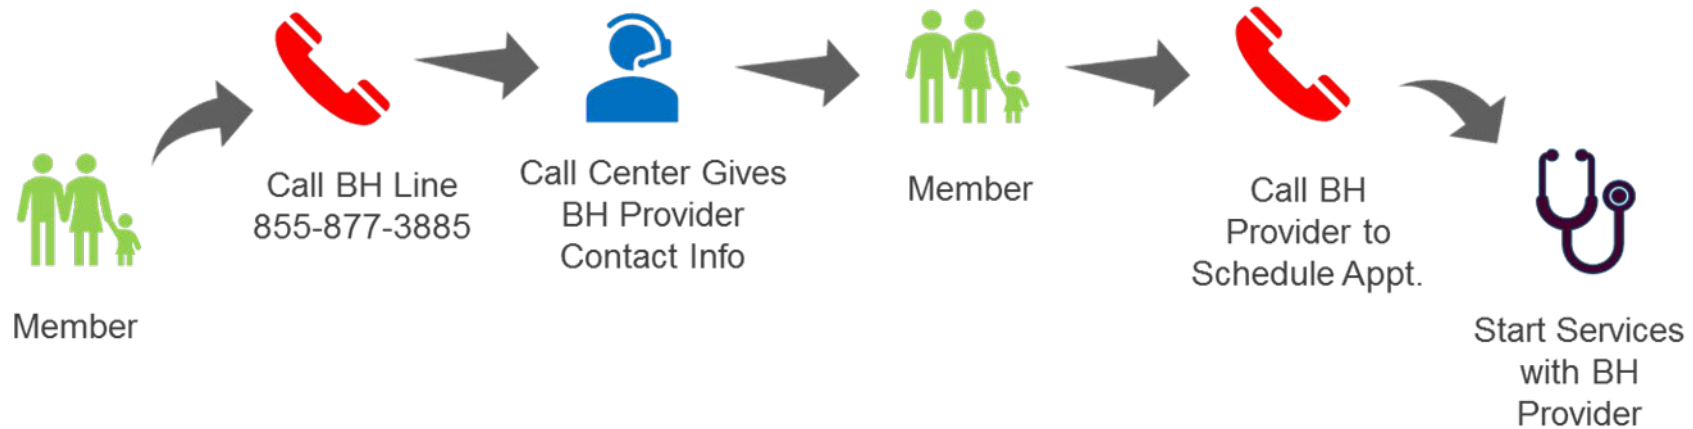 Member
Call BH Line
855-877-3885
Call Center Gives
BH Provider
Contact Info
Member
Call BH
Provider to
Schedule Appt.
Start Services
with BH
Provider